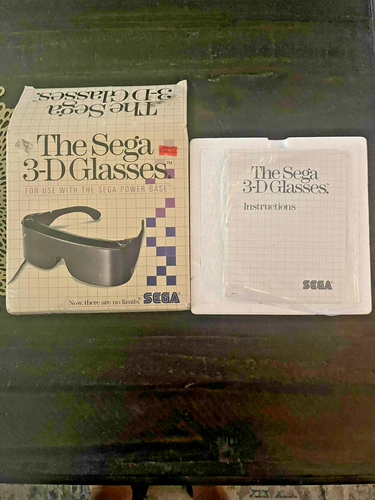 The Sega
3-D Glasses
The Sega
3-D Glasses.™
FOR USE WITH THE SEGA POWER BASE
Now, there are no limits.
SEGA®
The Sega
3-D Glasses.
Instructions
SEGA